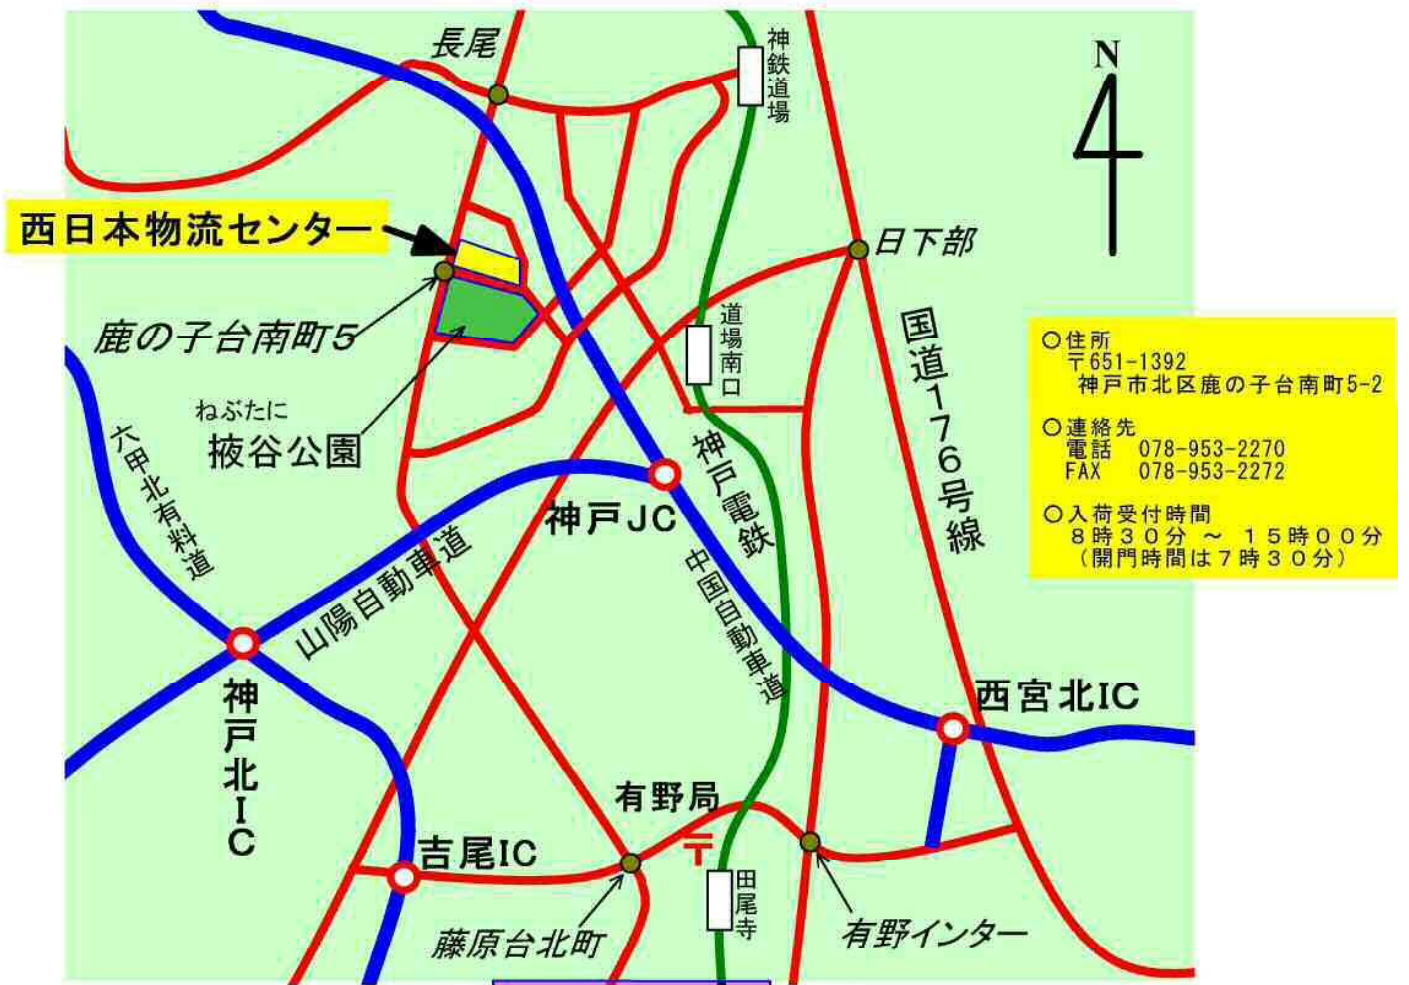 長尾
神鉄道場
N
西日本物流センター
日下部
鹿の子台南町5
道場南口
国道176号線
ねぶたに
掖谷公園
六甲北有料道
神戸JC
神戸電鉄
山陽自動車道
中国自動車道
神戸北IC
西宮北IC
有野局
〒
吉尾IC
田尾寺
藤原台北町
有野インター
○住所
〒651-1392
神戸市北区鹿の子台南町5-2
○連絡先
電話 078-953-2270
FAX 078-953-2272
○入荷受付時間
8時30分 ~ 15時00分
(開門時間は7時30分)